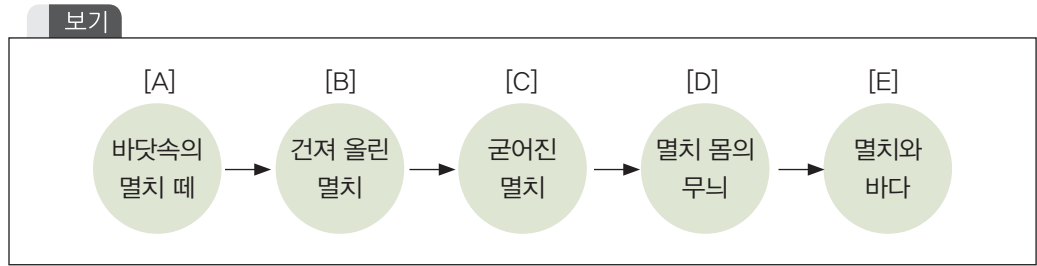 보기
[A] [B] [C] [D] [E]
바닷속의 건져 올린 굳어진 멸치 몸의 멸치와
멸치 떼 멸치 멸치 무늬 바다